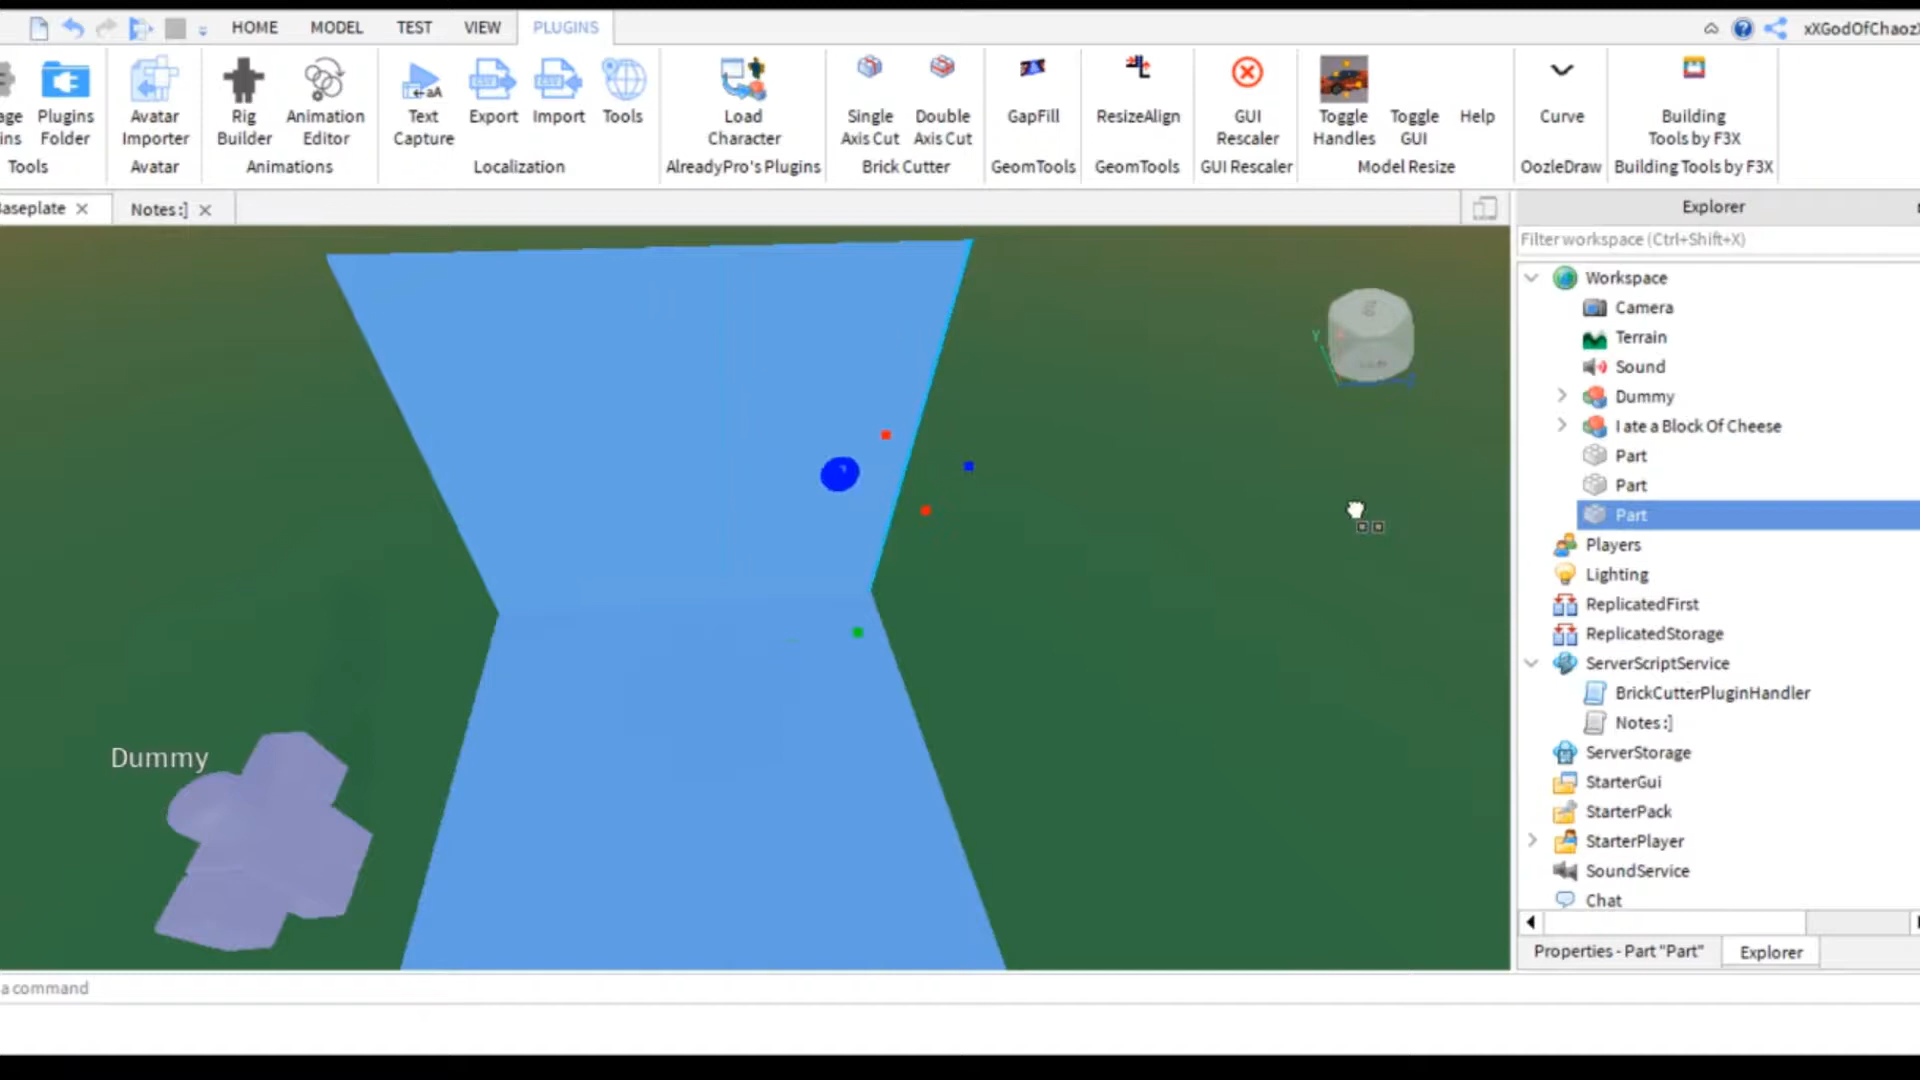 HOME MODEL TEST VIEW PLUGINS xXGodOfChaozX
age Plugins Avatar Rig Animation Text Export Import Tools Load Single Double GapFill ResizeAlign GUI Toggle Toggle Help Curve Building
ins Folder Importer Builder Editor Capture Character Axis Cut Axis Cut Rescaler Handles GUI Tools by F3X
Tools Avatar Animations Localization AlreadyPro's Plugins Brick Cutter GeomTools GeomTools GUI Rescaler Model Resize OozleDraw Building Tools by F3X
Baseplate Notes:]
Explorer
Filter workspace (Ctrl+Shift+X)
Workspace
Camera
Terrain
Sound
Dummy
I ate a Block Of Cheese
Part
Part
Part
Players
Lighting
ReplicatedFirst
ReplicatedStorage
ServerScriptService
BrickCutterPluginHandler
Notes:]
ServerStorage
StarterGui
StarterPack
StarterPlayer
SoundService
Chat
Properties - Part "Part" Explorer
Y
Dummy
a command